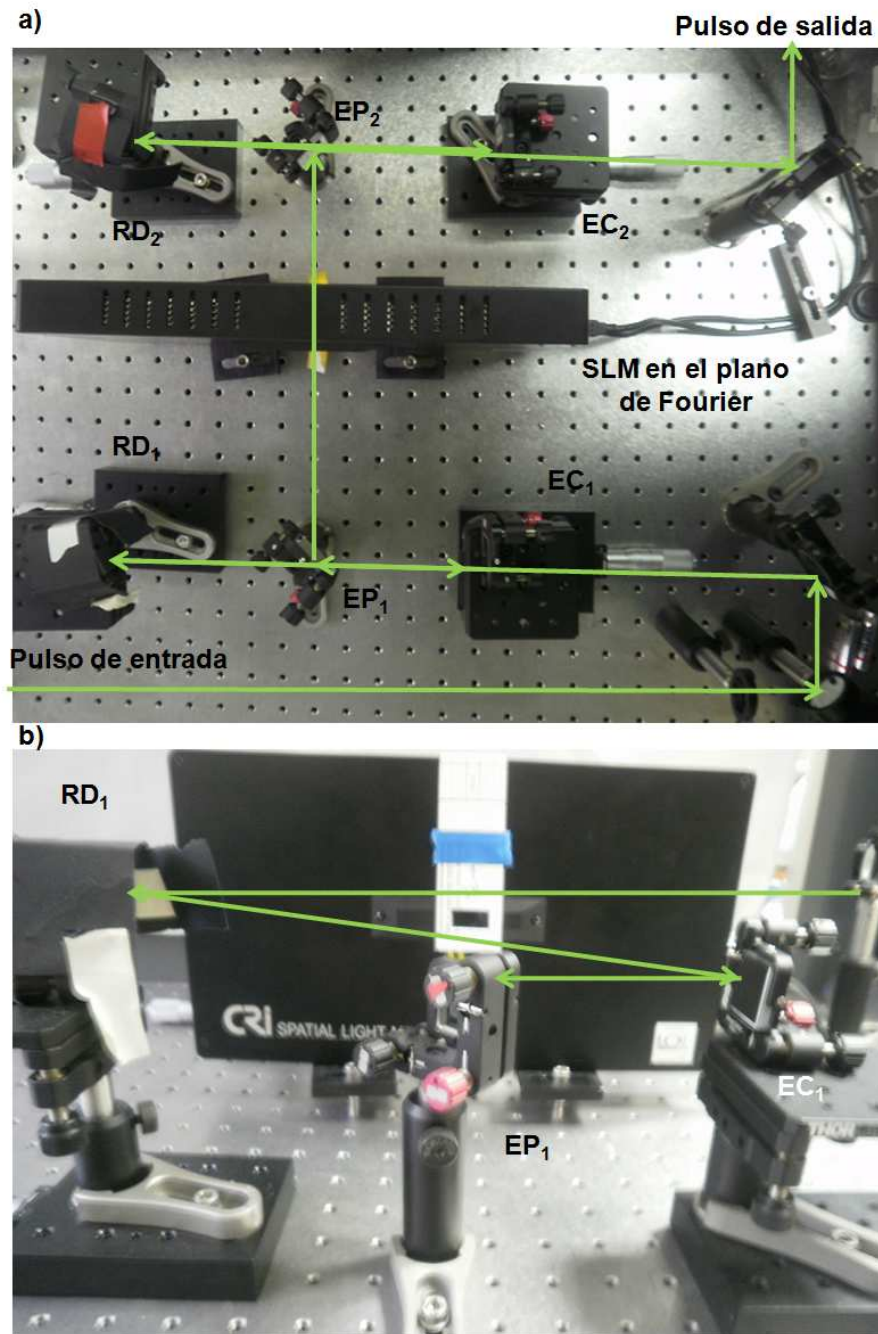 a)
Pulso de salida
EP2
RD2
EC2
SLM en el plano
de Fourier
RD1
EC1
EP1
Pulso de entrada
b)
RD1
CRi SPATIAL LIGHT
EC1
THOR
EP1